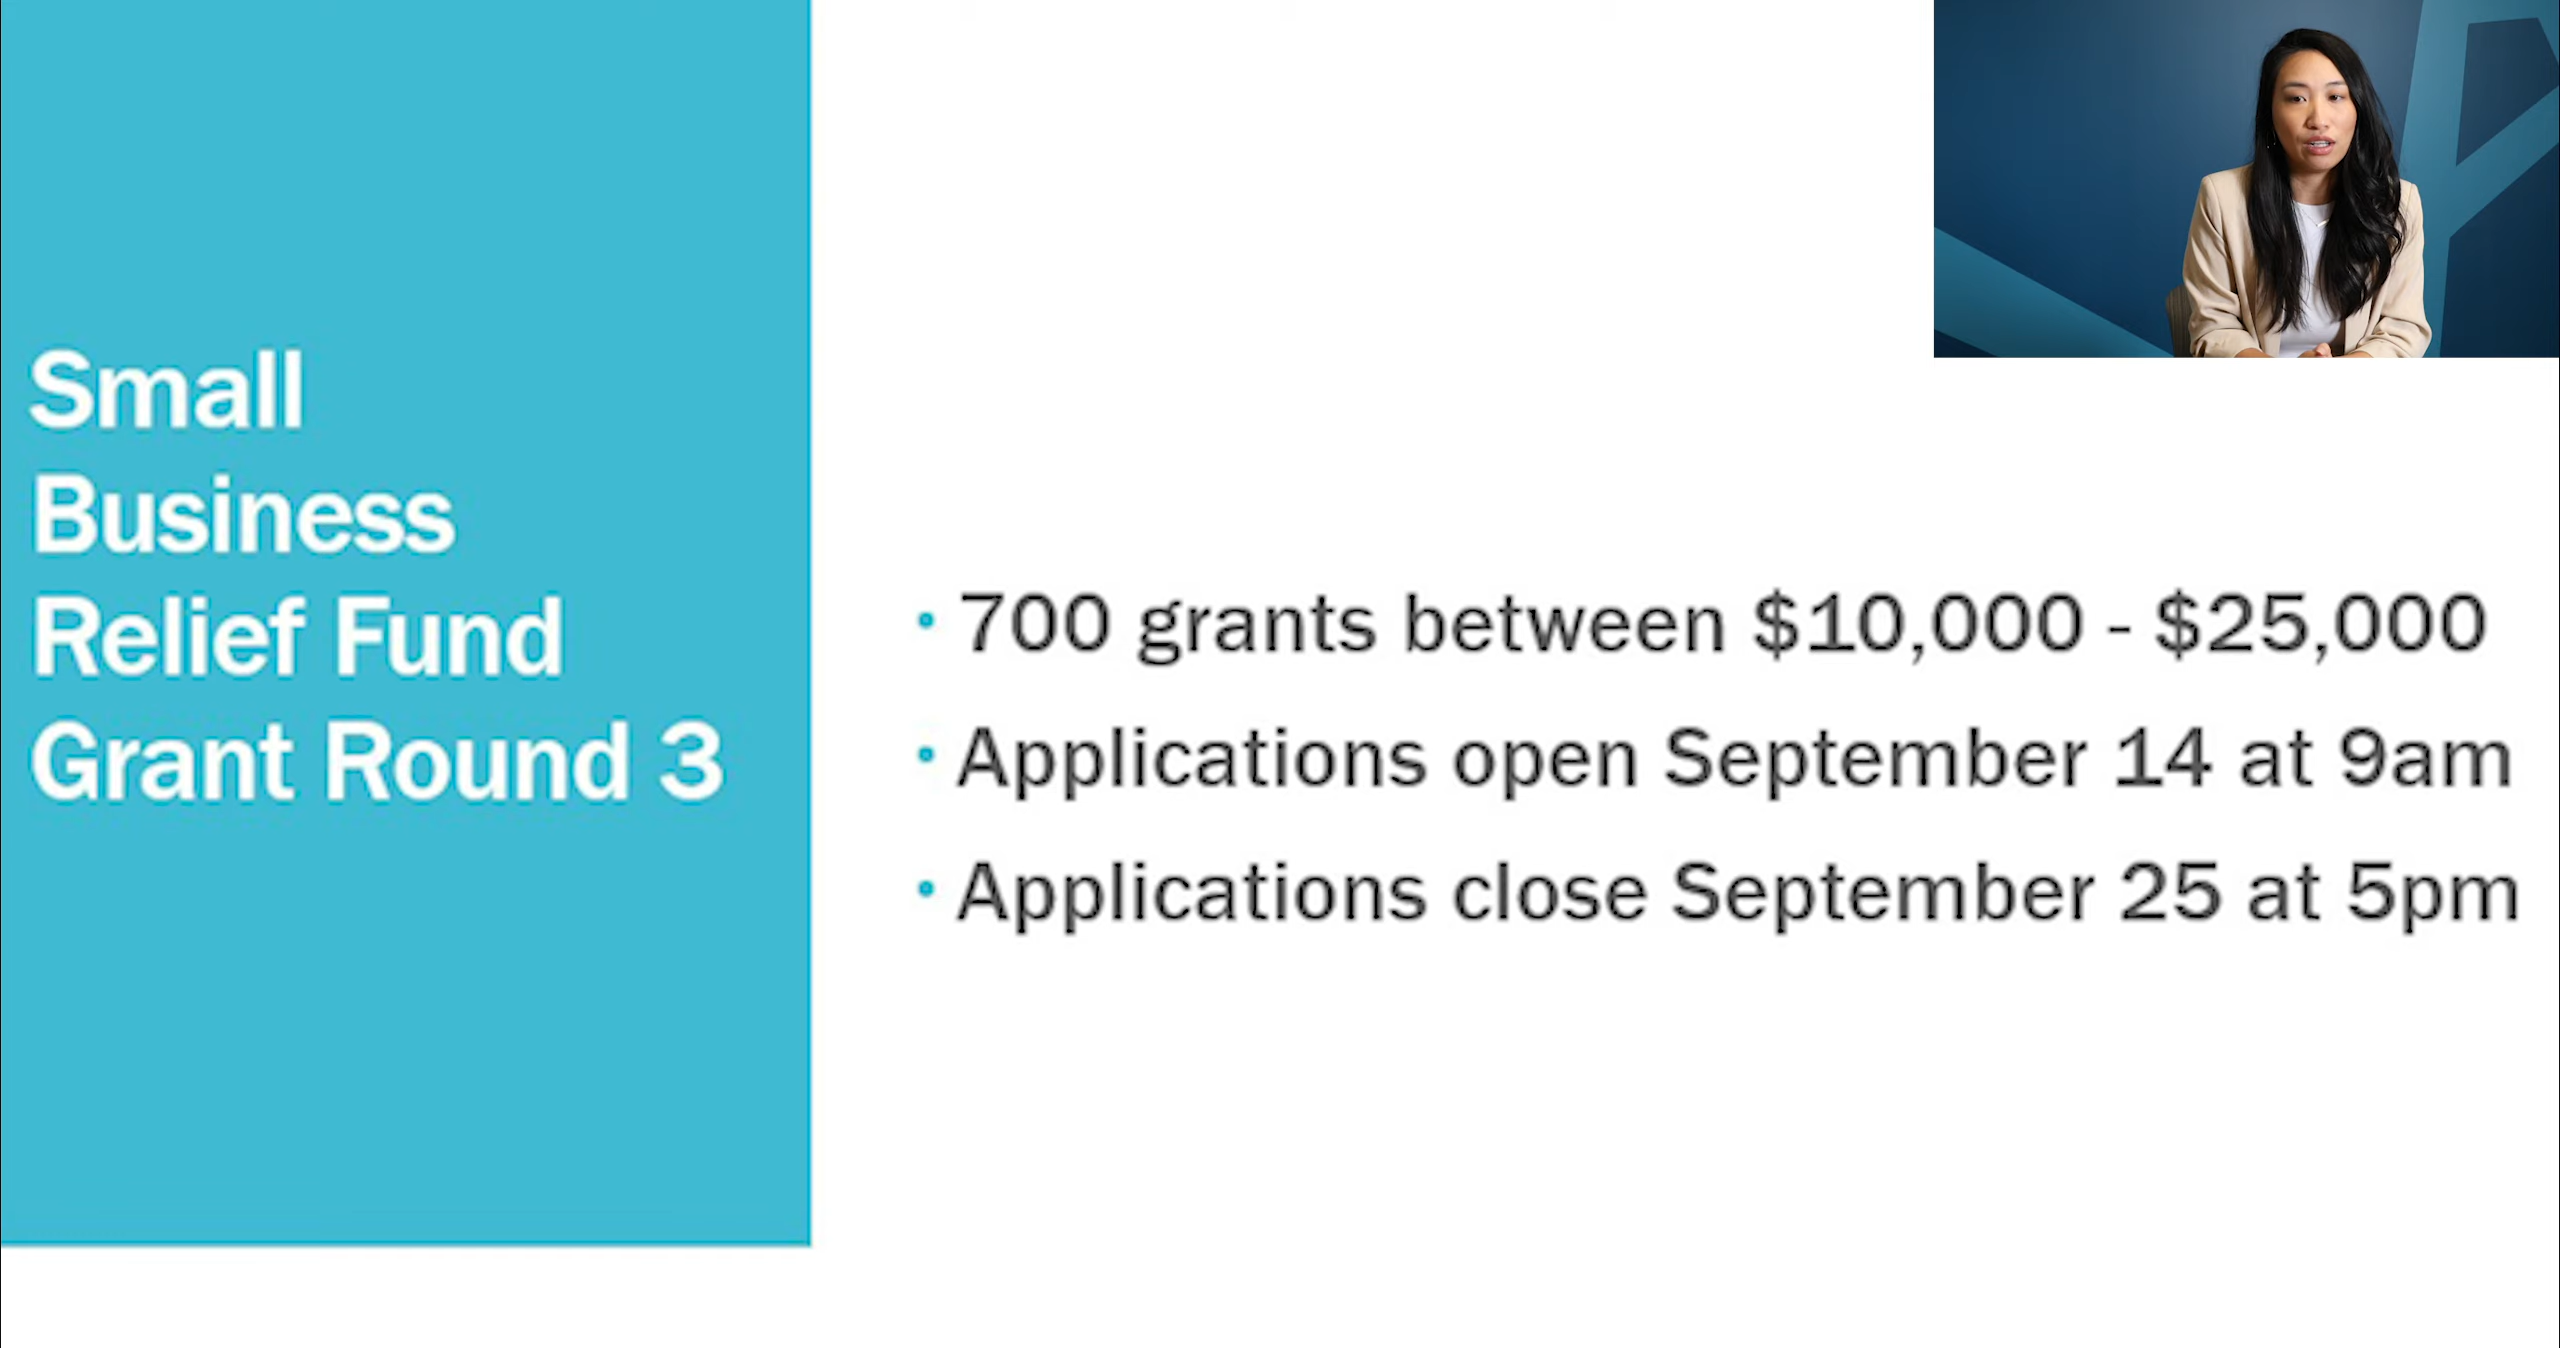 Small
Business
Relief Fund
Grant Round 3
• 700 grants between $10,000 - $25,000
• Applications open September 14 at 9am
• Applications close September 25 at 5pm